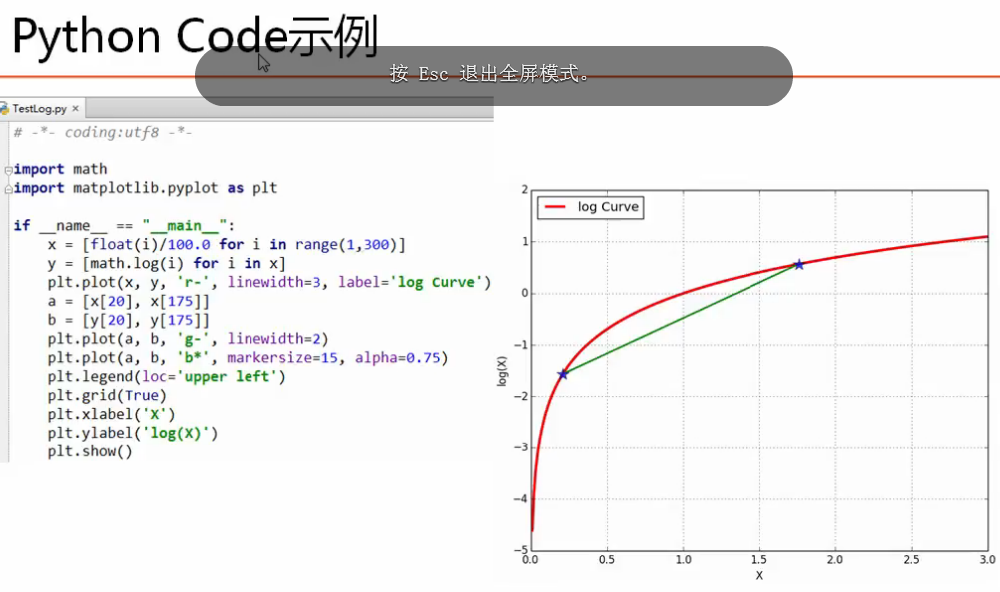 Python Code示例
按 Esc 退出全屏模式。
TestLog.py ×
# -*- coding:utf8 -*-
import math
import matplotlib.pyplot as plt
if __name__ == "__main__":
x = [float(i)/100.0 for i in range(1,300)]
y = [math.log(i) for i in x]
plt.plot(x, y, 'r-', linewidth=3, label='log Curve')
a = [x[20], x[175]]
b = [y[20], y[175]]
plt.plot(a, b, 'g-', linewidth=2)
plt.plot(a, b, 'b*', markersize=15, alpha=0.75)
plt.legend(loc='upper left')
plt.grid(True)
plt.xlabel('X')
plt.ylabel('log(X)')
plt.show()
log Curve
2
1
0
−1
−2
−3
−4
−5
log(X)
0.0 0.5 1.0 1.5 2.0 2.5 3.0
X